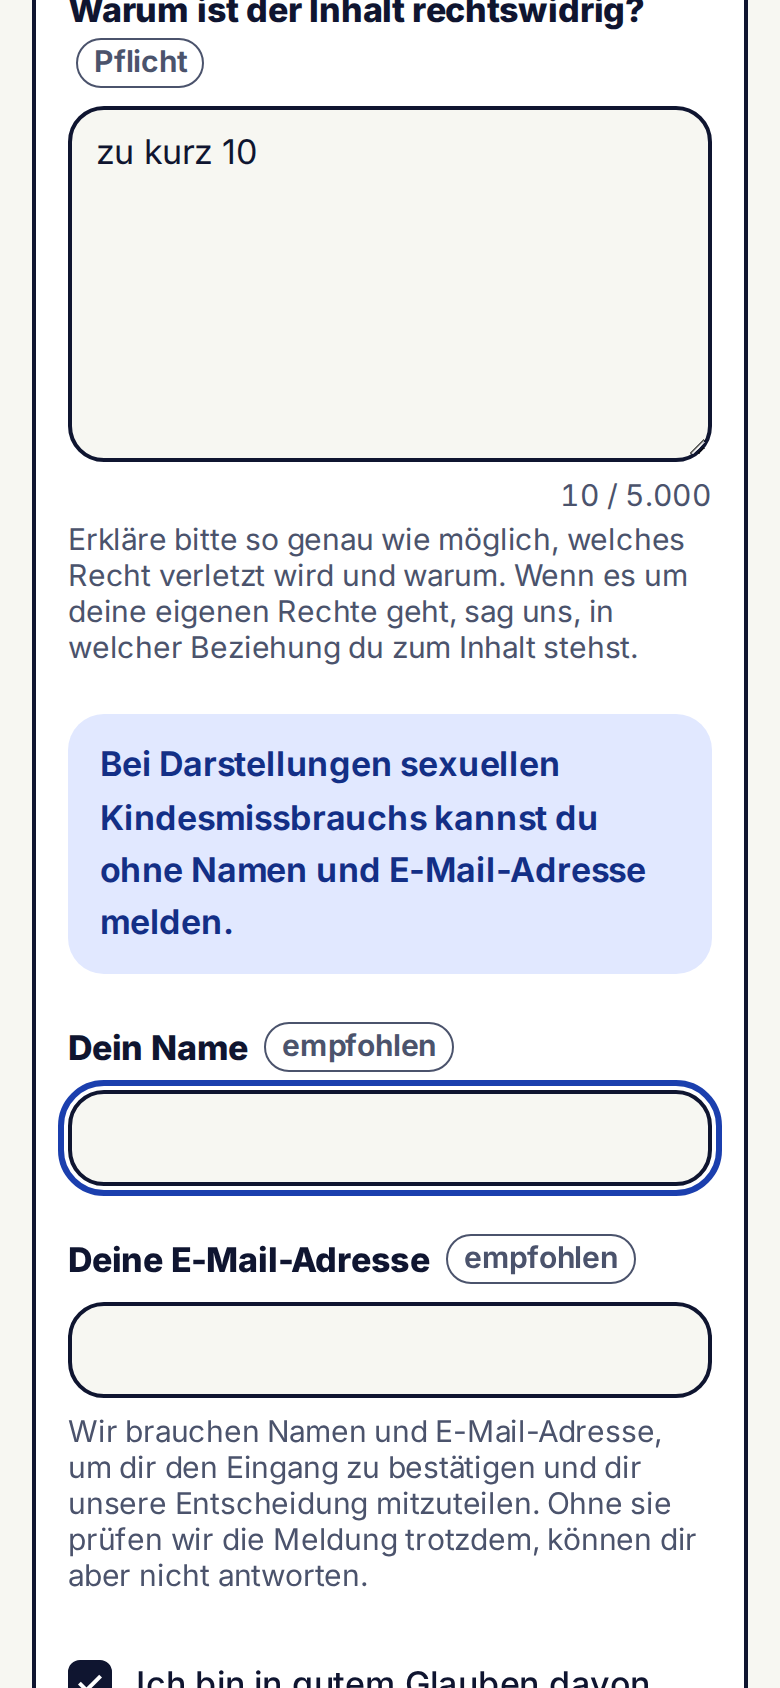 Warum ist der Inhalt rechtswidrig?
Pflicht
zu kurz 10
10 / 5.000
Erkläre bitte so genau wie möglich, welches
Recht verletzt wird und warum. Wenn es um
deine eigenen Rechte geht, sag uns, in
welcher Beziehung du zum Inhalt stehst.
Bei Darstellungen sexuellen
Kindesmissbrauchs kannst du
ohne Namen und E-Mail-Adresse
melden.
Dein Name empfohlen
Deine E-Mail-Adresse empfohlen
Wir brauchen Namen und E-Mail-Adresse,
um dir den Eingang zu bestätigen und dir
unsere Entscheidung mitzuteilen. Ohne sie
prüfen wir die Meldung trotzdem, können dir
aber nicht antworten.
Ich bin in gutem Glauben davon